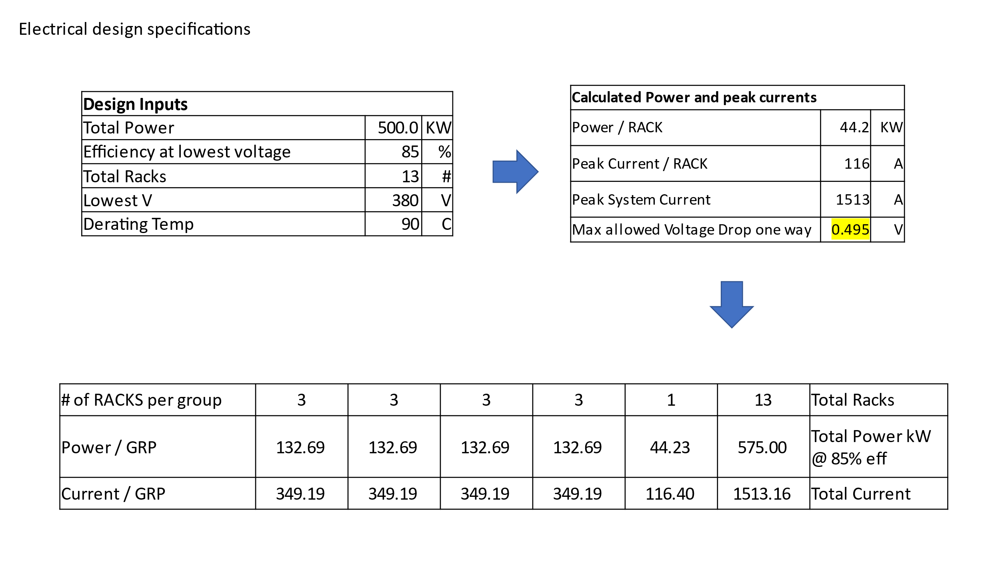 Electrical design specifications
Design Inputs
Total Power 500.0 KW
Efficiency at lowest voltage 85 %
Total Racks 13 #
Lowest V 380 V
Derating Temp 90 C
Calculated Power and peak currents
Power / RACK 44.2 KW
Peak Current / RACK 116 A
Peak System Current 1513 A
Max allowed Voltage Drop one way 0.495 V
# of RACKS per group 3 3 3 3 1 13 Total Racks
Power / GRP 132.69 132.69 132.69 132.69 44.23 575.00 Total Power kW
@ 85% eff
Current / GRP 349.19 349.19 349.19 349.19 116.40 1513.16 Total Current